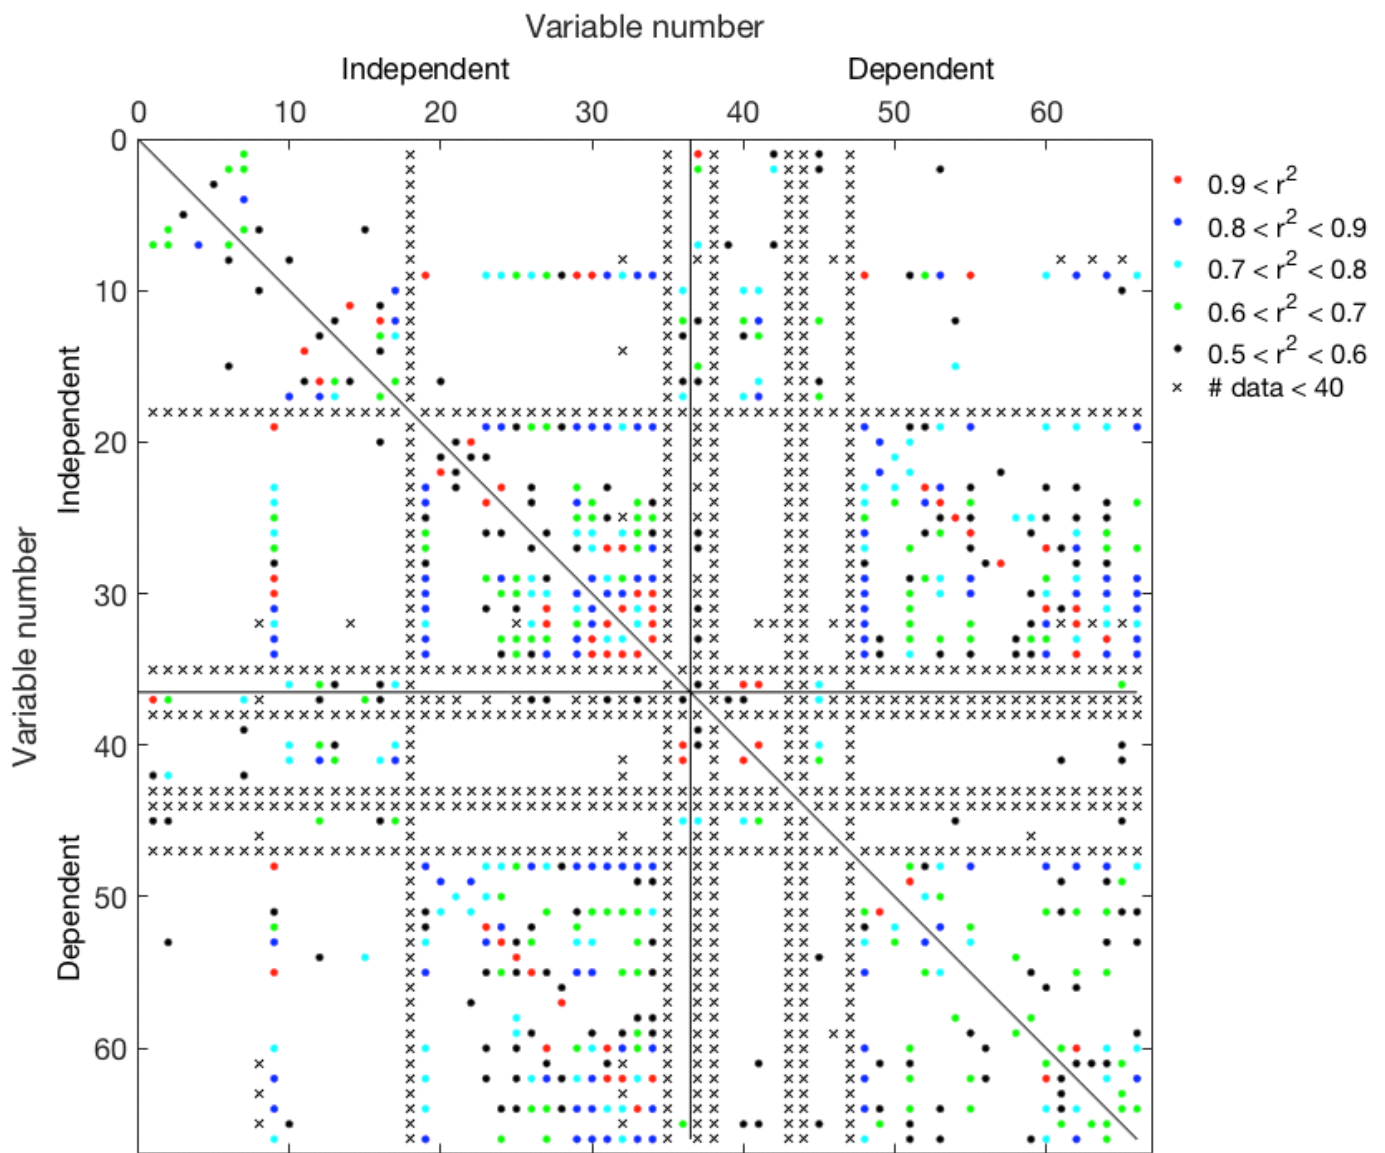 Variable number
Independent Dependent
0 10 20 30 40 50 60
0
10
20
30
40
50
60
Variable number
Independent
Independent
Dependent
0.9 < r²
0.8 < r² < 0.9
0.7 < r² < 0.8
0.6 < r² < 0.7
0.5 < r² < 0.6
× # data < 40